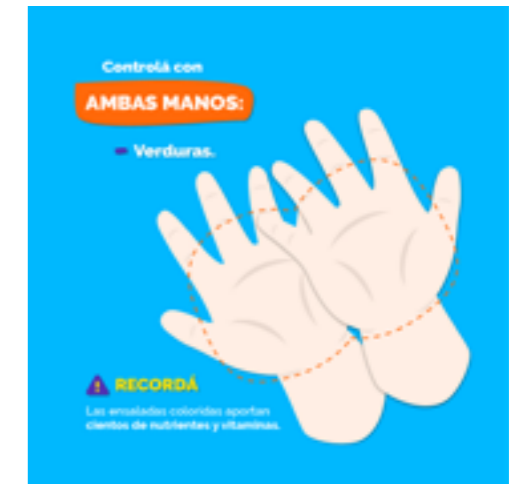 Controlá con
AMBAS MANOS:
- Verduras.
RECORDÁ
Las ensaladas coloridas aportan
cientos de nutrientes y vitaminas.